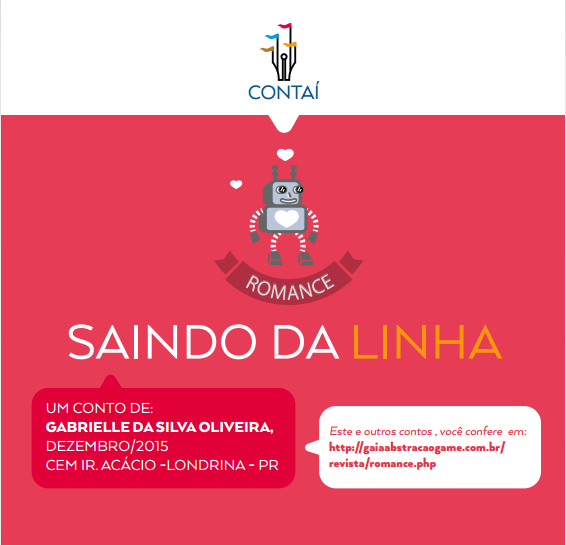 CONTAÍ
ROMANCE
SAINDO DA LINHA
UM CONTO DE:
GABRIELLE DA SILVA OLIVEIRA,
DEZEMBRO/2015
CEM IR. ACÁCIO -LONDRINA - PR
Este e outros contos , você confere em:
http://gaiaabstracaogame.com.br/
revista/romance.php